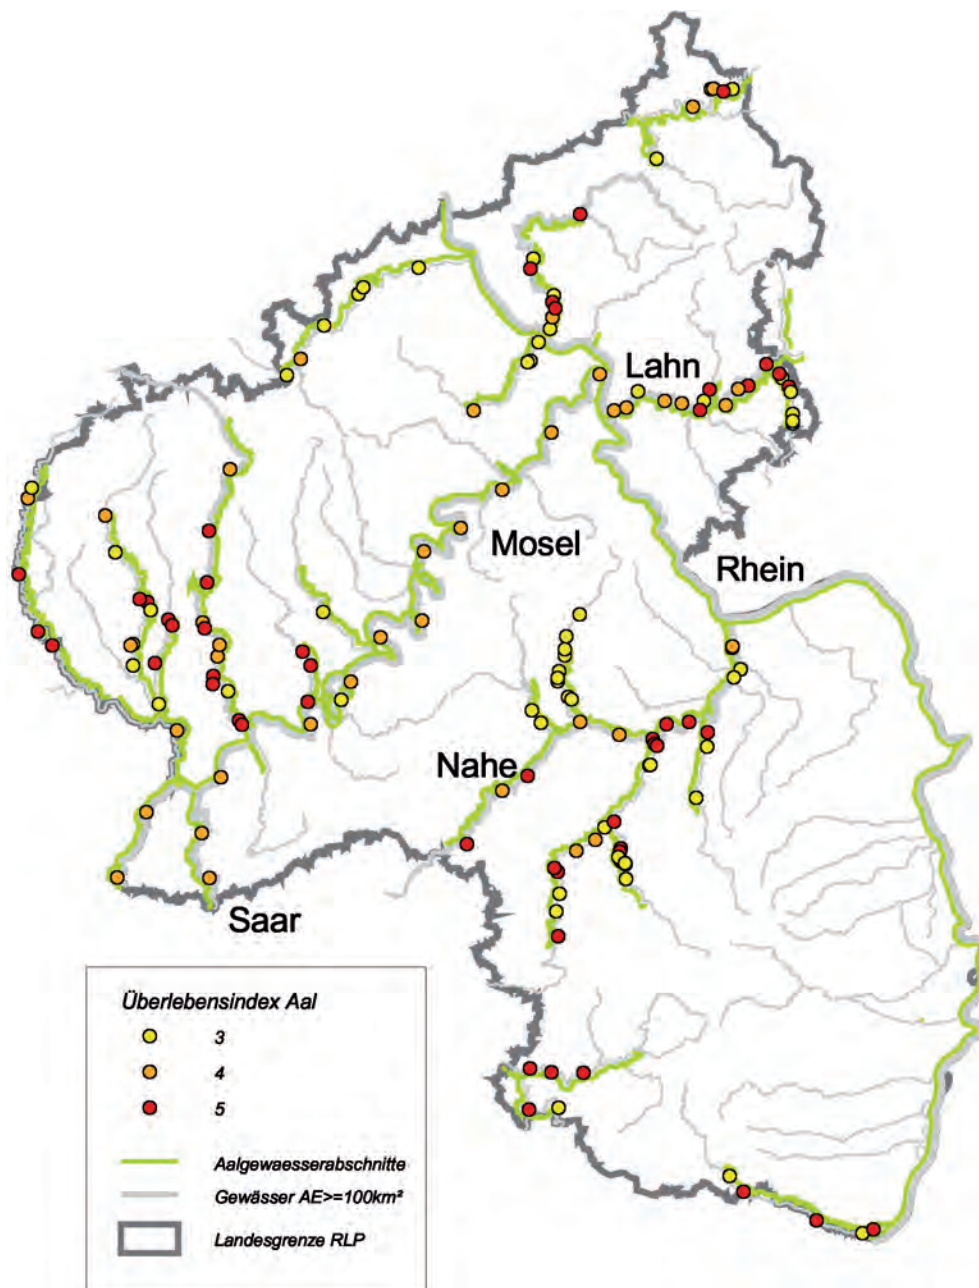 Lahn
Mosel
Rhein
Nahe
Saar
Überlebensindex Aal
3
4
5
Aalgewaesserabschnitte
Gewässer AE>=100km²
Landesgrenze RLP